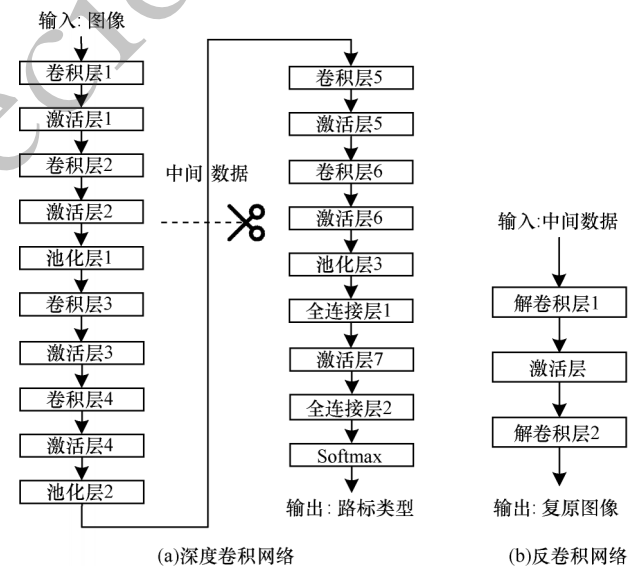 输入: 图像
卷积层1
激活层1
卷积层2
激活层2
池化层1
卷积层3
激活层3
卷积层4
激活层4
池化层2
中间 数据
卷积层5
激活层5
卷积层6
激活层6
池化层3
全连接层1
激活层7
全连接层2
Softmax
输出: 路标类型
(a)深度卷积网络
输入:中间数据
解卷积层1
激活层
解卷积层2
输出: 复原图像
(b)反卷积网络